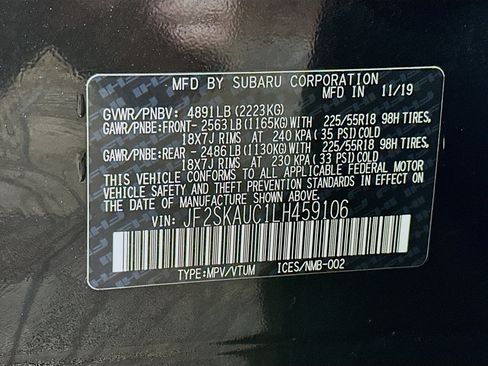 MFD BY SUBARU CORPORATION
MFD IN 11/19
GVWR/PNBV: 4891LB(2223KG)
GAWR/PNBE:FRONT- 2563LB(1165KG)WITH 225/55R18 98H TIRES,
18X7J RIMS AT 240 KPA( 35 PSI)COLD
GAWR/PNBE:REAR - 2486LB(1130KG)WITH 225/55R18 98H TIRES,
18X7J RIMS AT 230 KPA( 33 PSI)COLD
THIS VEHICLE CONFORMS TO ALL APPLICABLE FEDERAL MOTOR
VEHICLE SAFETY AND THEFT PREVENTION STANDARDS IN EFFECT ON
THE DATE OF MANUFACTURE SHOWN ABOVE.
VIN: JF2SKAUC1LH459106
TYPE:MPV/VTUM ICES/NMB-002